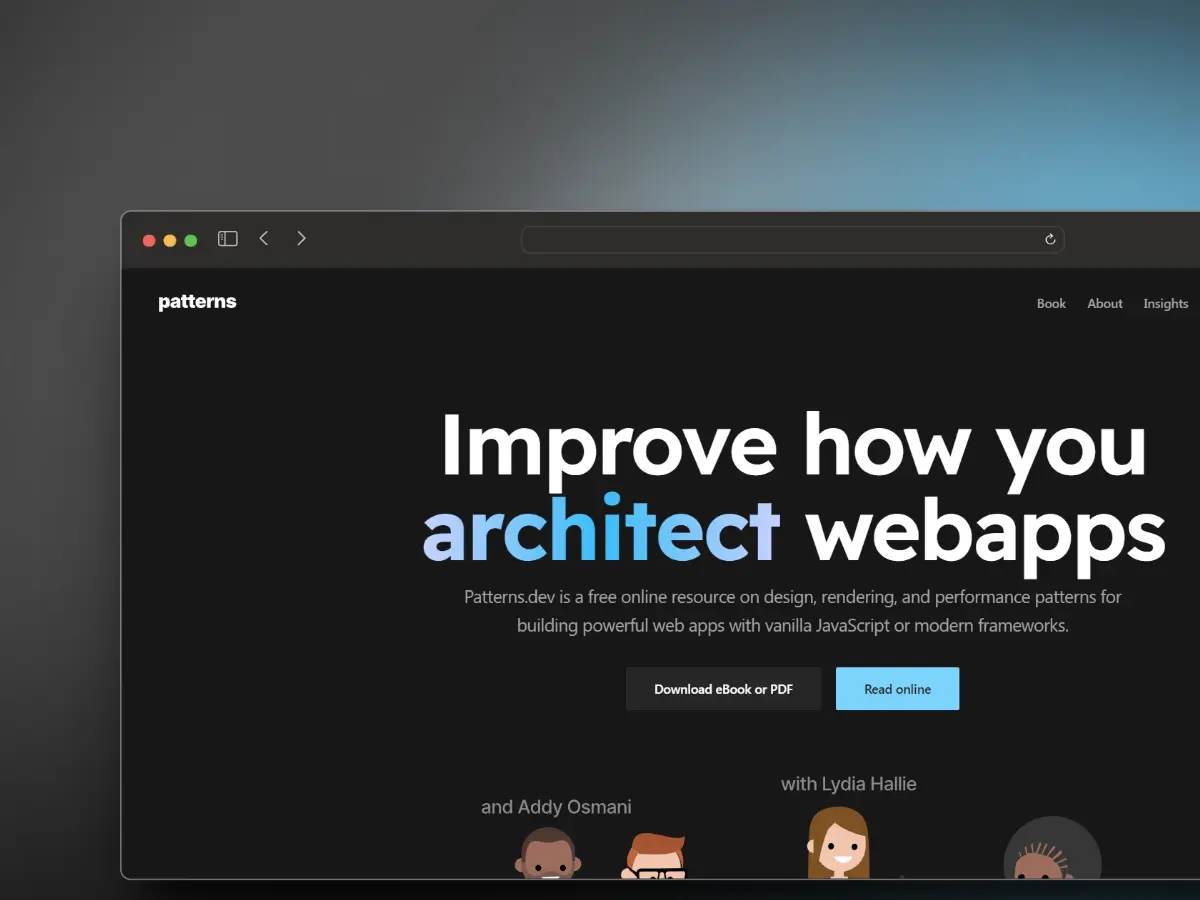 patterns
Book About Insights
Improve how you
architect webapps
Patterns.dev is a free online resource on design, rendering, and performance patterns for
building powerful web apps with vanilla JavaScript or modern frameworks.
Download eBook or PDF
Read online
with Lydia Hallie
and Addy Osmani